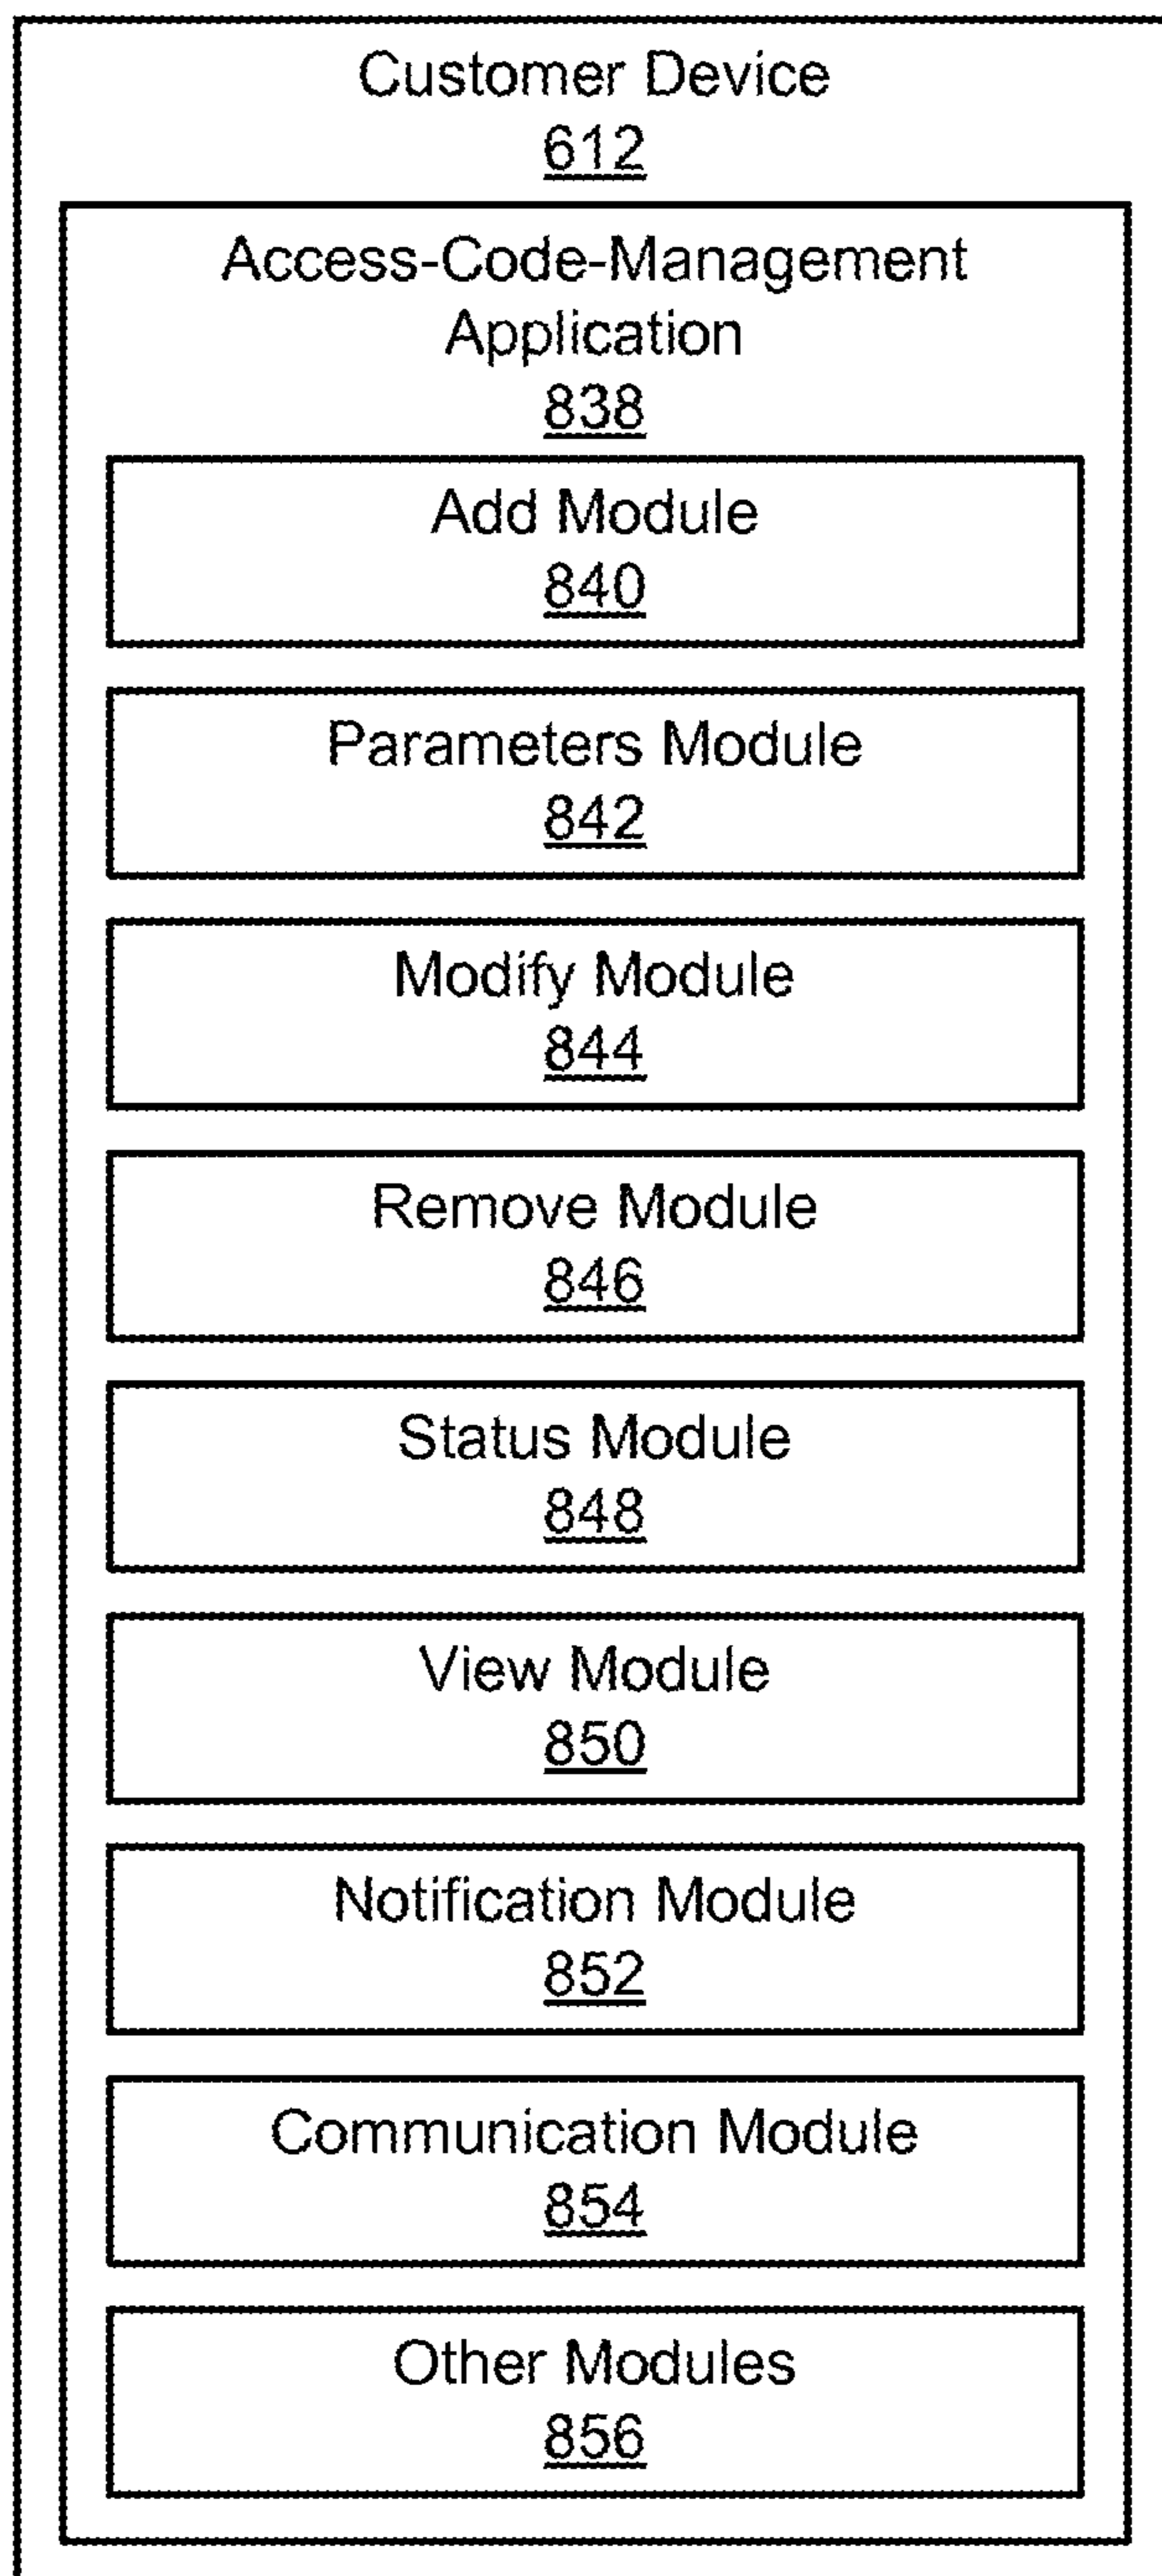 Customer Device
612
Access-Code-Management
Application
838
Add Module
840
Parameters Module
842
Modify Module
844
Remove Module
846
Status Module
848
View Module
850
Notification Module
852
Communication Module
854
Other Modules
856